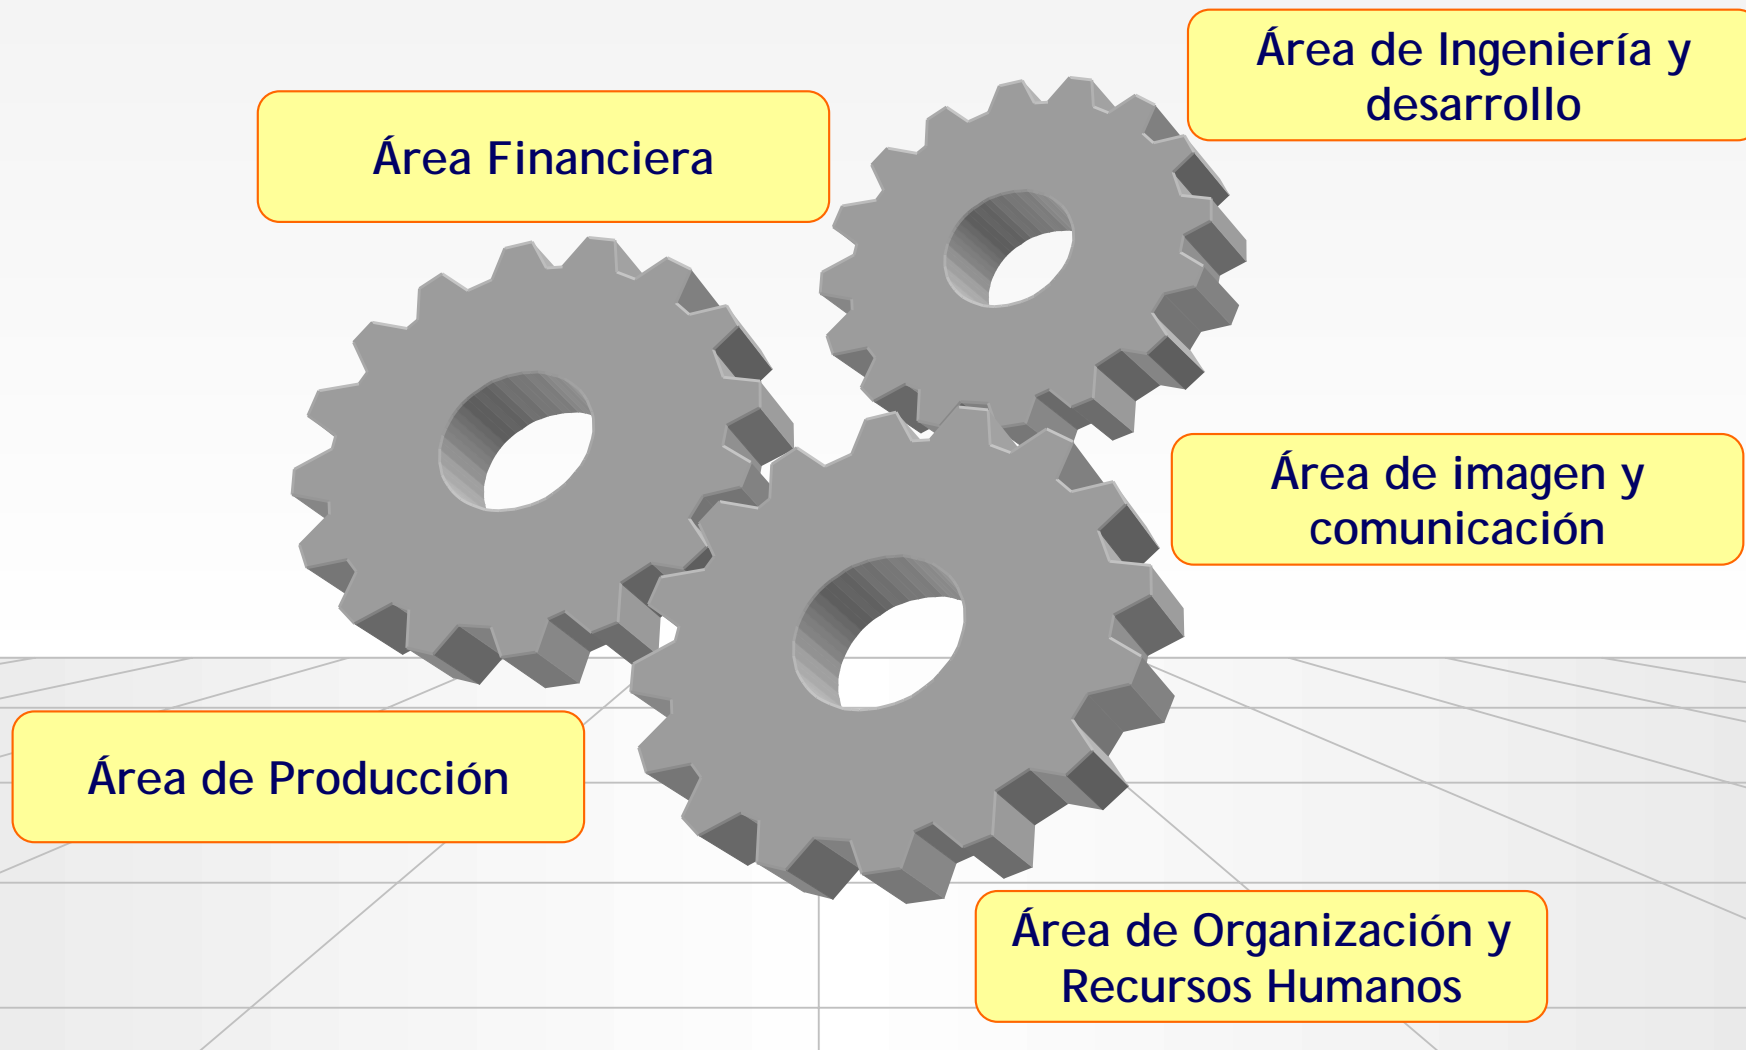 Área de Ingeniería y
desarrollo
Área Financiera
Área de imagen y
comunicación
Área de Producción
Área de Organización y
Recursos Humanos